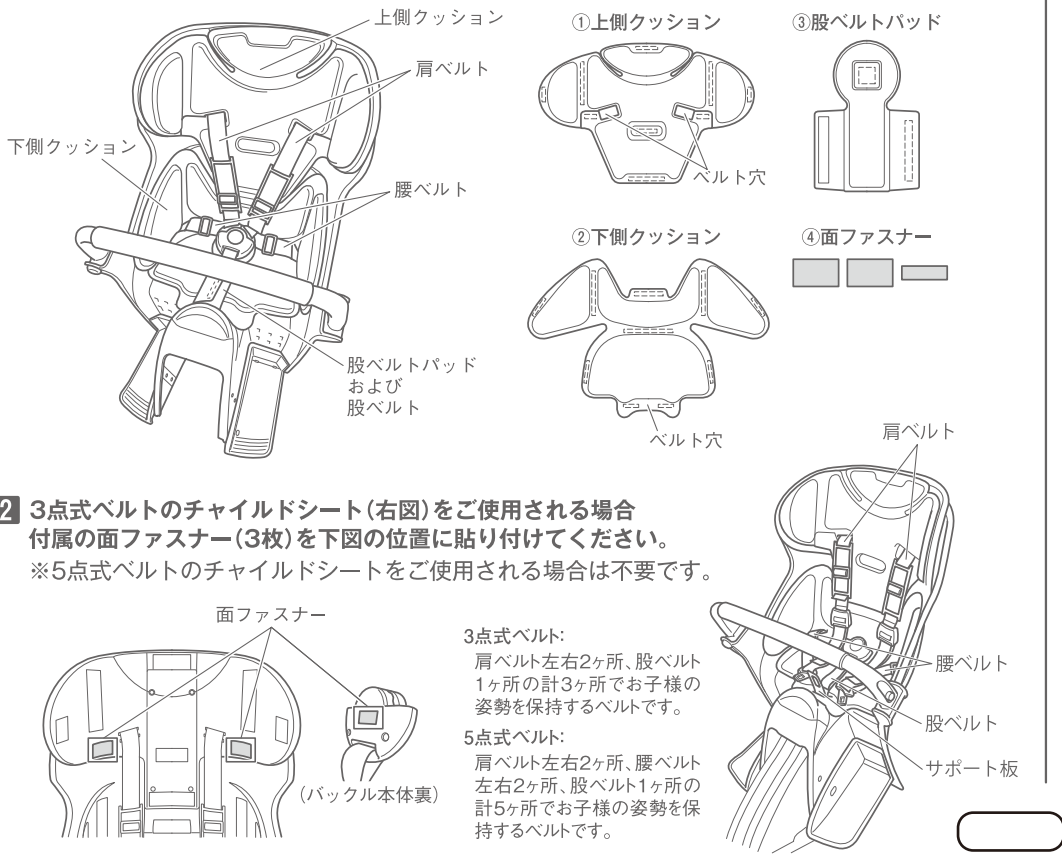 上側クッション
肩ベルト
下側クッション
腰ベルト
股ベルトパッド
および
股ベルト
①上側クッション
ベルト穴
③股ベルトパッド
②下側クッション
ベルト穴
④面ファスナー
2 3点式ベルトのチャイルドシート(右図)をご使用される場合
付属の面ファスナー(3枚)を下図の位置に貼り付けてください。
※5点式ベルトのチャイルドシートをご使用される場合は不要です。
面ファスナー
(バックル本体裏)
3点式ベルト:
肩ベルト左右2ヶ所、股ベルト
1ヶ所の計3ヶ所でお子様の
姿勢を保持するベルトです。
5点式ベルト:
肩ベルト左右2ヶ所、腰ベルト
左右2ヶ所、股ベルト1ヶ所の
計5ヶ所でお子様の姿勢を保
持するベルトです。
肩ベルト
腰ベルト
股ベルト
サポート板